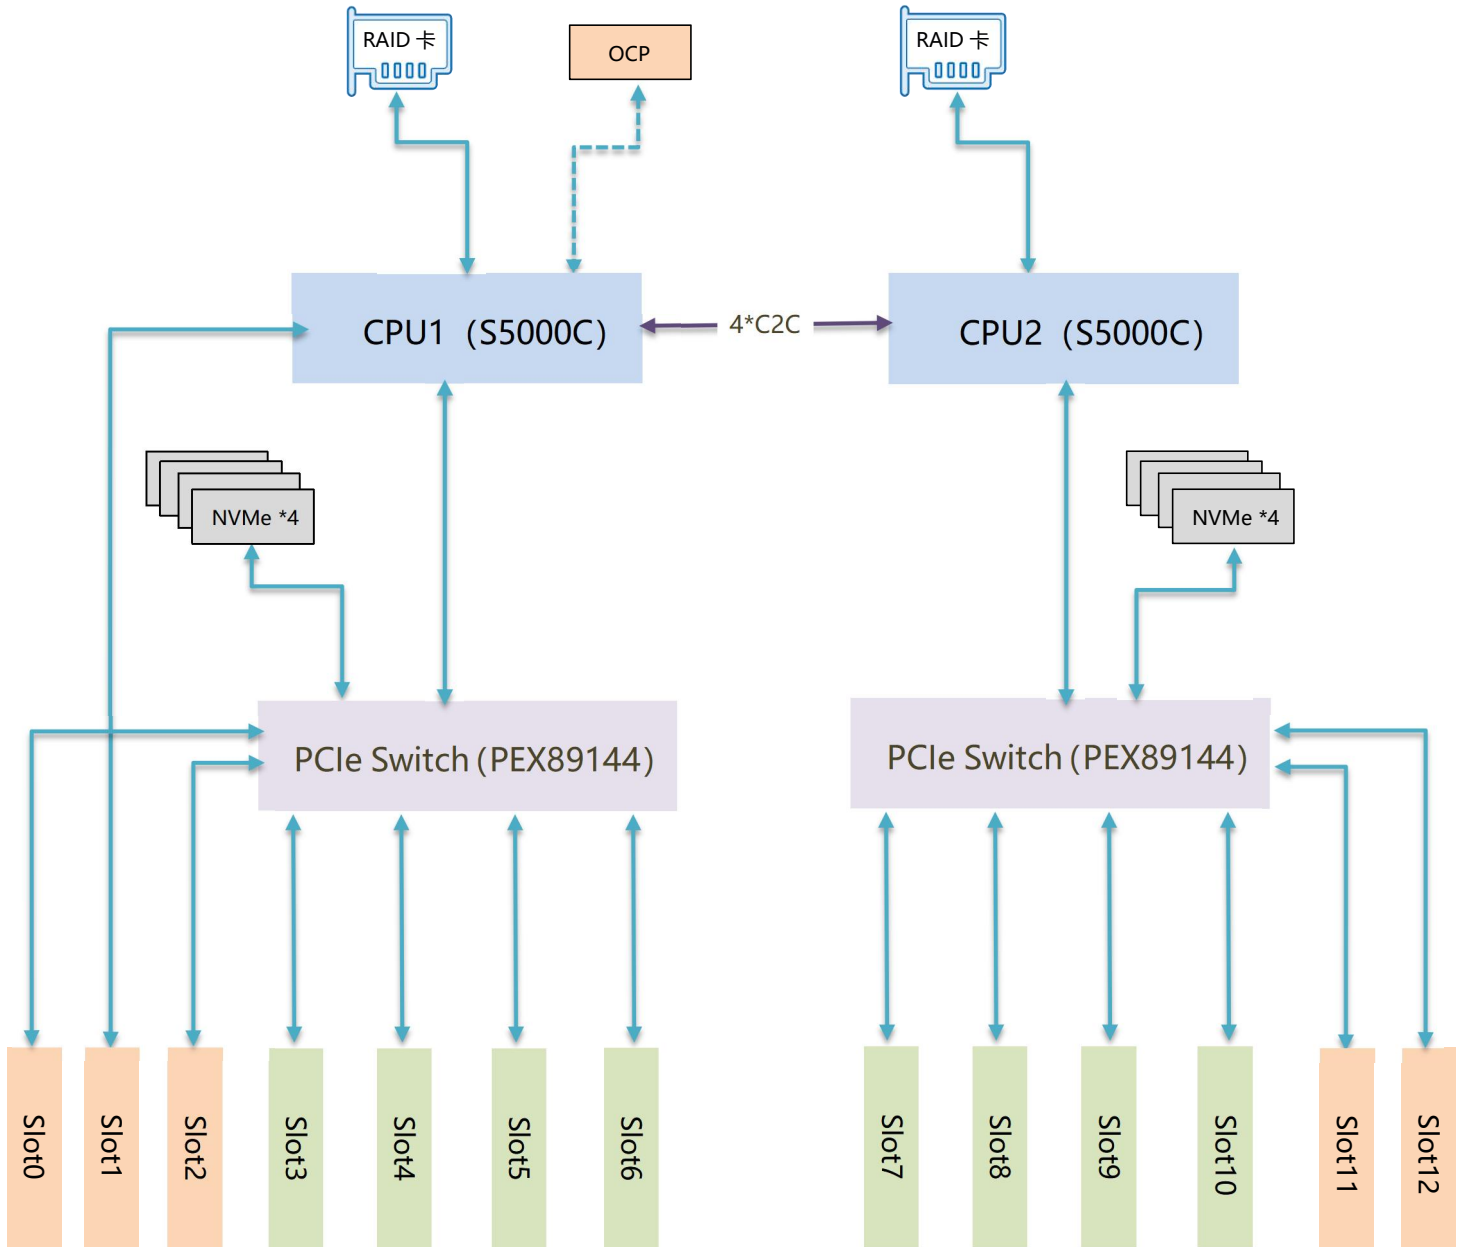 RAID 卡
OCP
RAID 卡
CPU1（S5000C）
4*C2C
CPU2（S5000C）
NVMe *4
NVMe *4
PCIe Switch（PEX89144）
PCIe Switch（PEX89144）
Slot0
Slot1
Slot2
Slot3
Slot4
Slot5
Slot6
Slot7
Slot8
Slot9
Slot10
Slot11
Slot12